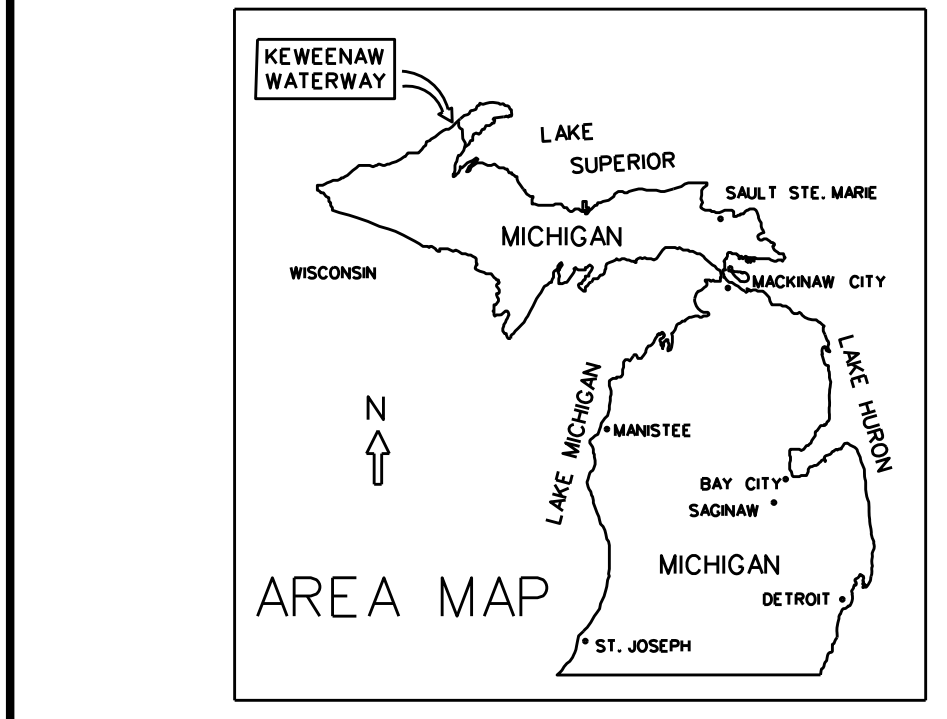 KEWEENAW
WATERWAY
LAKE
SUPERIOR
SAULT STE. MARIE
MICHIGAN
WISCONSIN
MACKINAW CITY
LAKE HURON
LAKE MICHIGAN
N
MANISTEE
BAY CITY
SAGINAW
MICHIGAN
AREA MAP
DETROIT
ST. JOSEPH